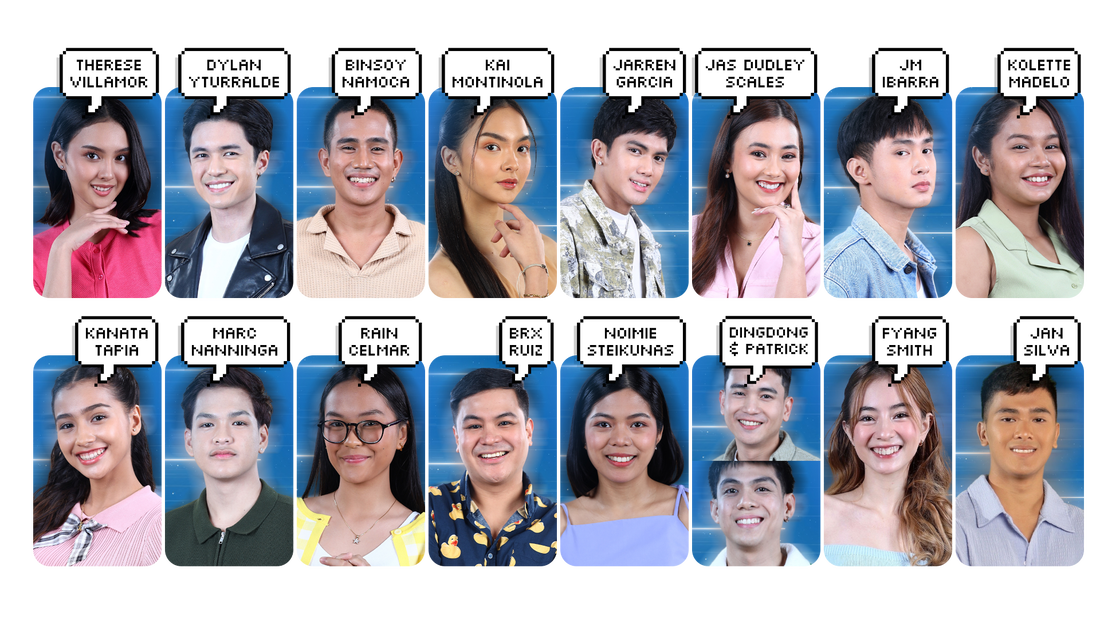 THERESE
VILLAMOR
DYLAN
YTURRALDE
BINSOY
NAMOCA
KAI
MONTINOLA
JARREN
GARCIA
JAS DUDLEY
SCALES
JM
IBARRA
KOLETTE
MADELO
KANATA
TAPIA
MARC
NANNINGA
RAIN
CELMAR
BRX
RUIZ
NOIMIE
STEIKUNAS
DINGDONG
& PATRICK
FYANG
SMITH
JAN
SILVA